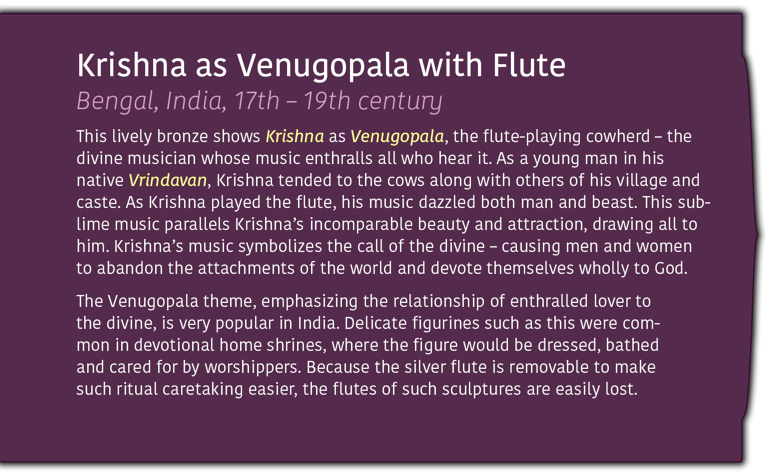 Krishna as Venugopala with Flute
Bengal, India, 17th – 19th century
This lively bronze shows Krishna as Venugopala, the flute-playing cowherd – the
divine musician whose music enthralls all who hear it. As a young man in his
native Vrindavan, Krishna tended to the cows along with others of his village and
caste. As Krishna played the flute, his music dazzled both man and beast. This sub-
lime music parallels Krishna’s incomparable beauty and attraction, drawing all to
him. Krishna’s music symbolizes the call of the divine – causing men and women
to abandon the attachments of the world and devote themselves wholly to God.
The Venugopala theme, emphasizing the relationship of enthralled lover to
the divine, is very popular in India. Delicate figurines such as this were com-
mon in devotional home shrines, where the figure would be dressed, bathed
and cared for by worshippers. Because the silver flute is removable to make
such ritual caretaking easier, the flutes of such sculptures are easily lost.